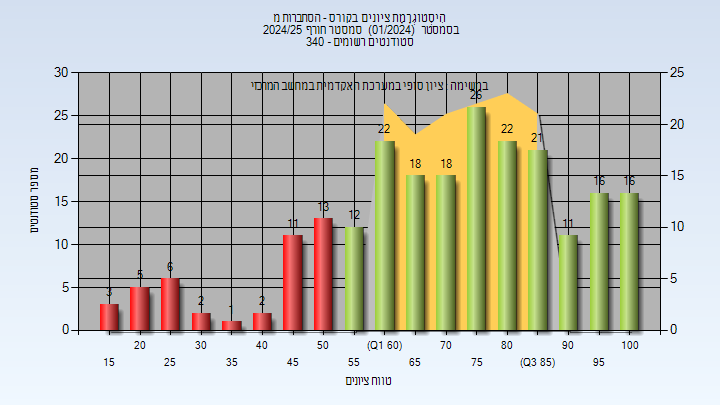 היסטוגרמת ציונים בקורס - הסתברות מ
בסמסטר (01/2024) סמסטר חורף 2024/25
סטודנטים רשומים - 340
במשימה : ציון סופי במערכת האקדמית במחשב המרכזי
מספר סטודנטים
30 25 20 15 10 5 0
25 20 15 10 5 0
3 5 6 2 1 2 11 13 12 22 18 18 26 22 21 11 16 16
20 30 40 50 (Q1 60) 70 80 90 100
15 25 35 45 55 65 75 (Q3 85) 95
טווח ציונים